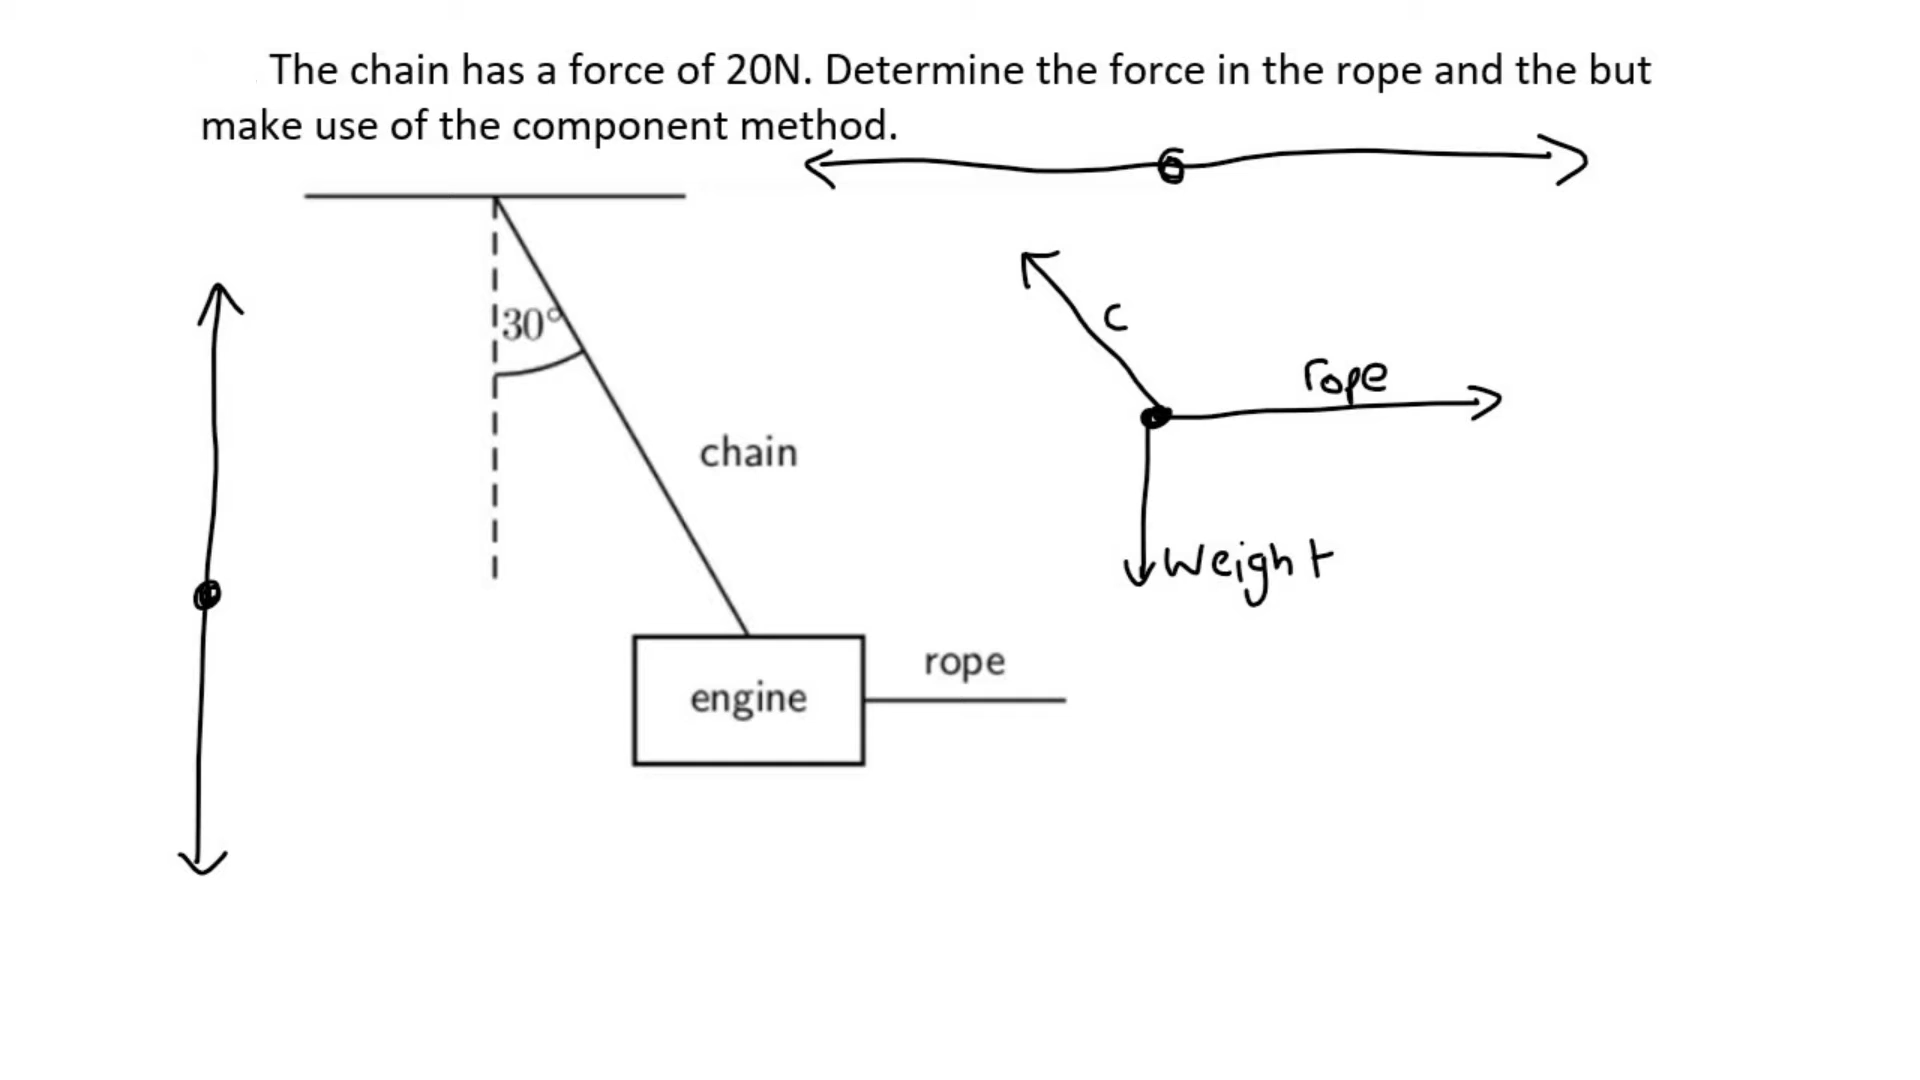 The chain has a force of 20N. Determine the force in the rope and the but
make use of the component method.
30°
C
rope
chain
Weight
rope
engine